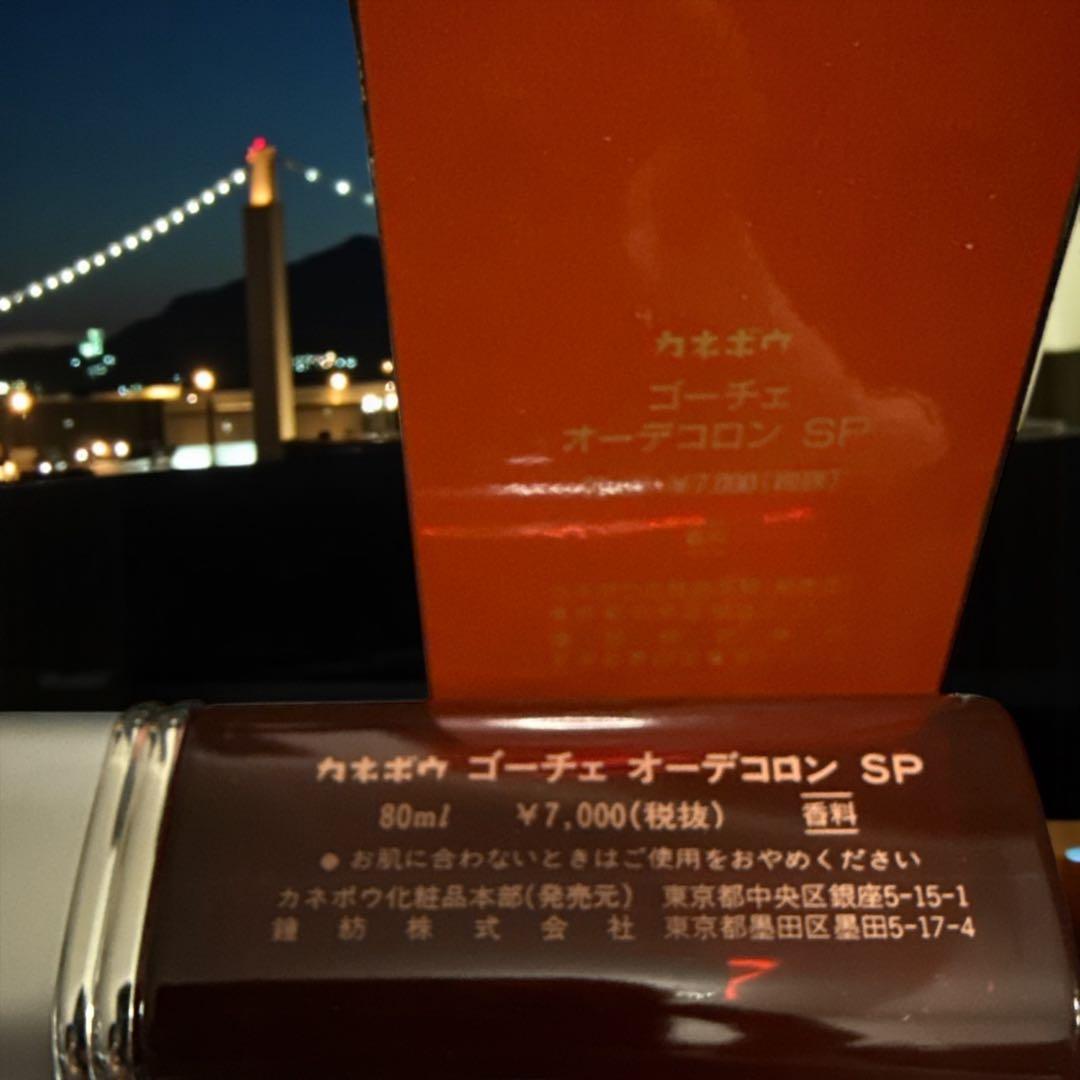 カネボウ
ゴーチェ
オーデコロン SP
¥7,000(税抜)
カネボウ ゴーチェ オーデコロン SP
80ml ¥7,000(税抜) 香料
● お肌に合わないときはご使用をおやめください
カネボウ化粧品本部(発売元) 東京都中央区銀座5-15-1
鐘紡株式会社 東京都墨田区墨田5-17-4